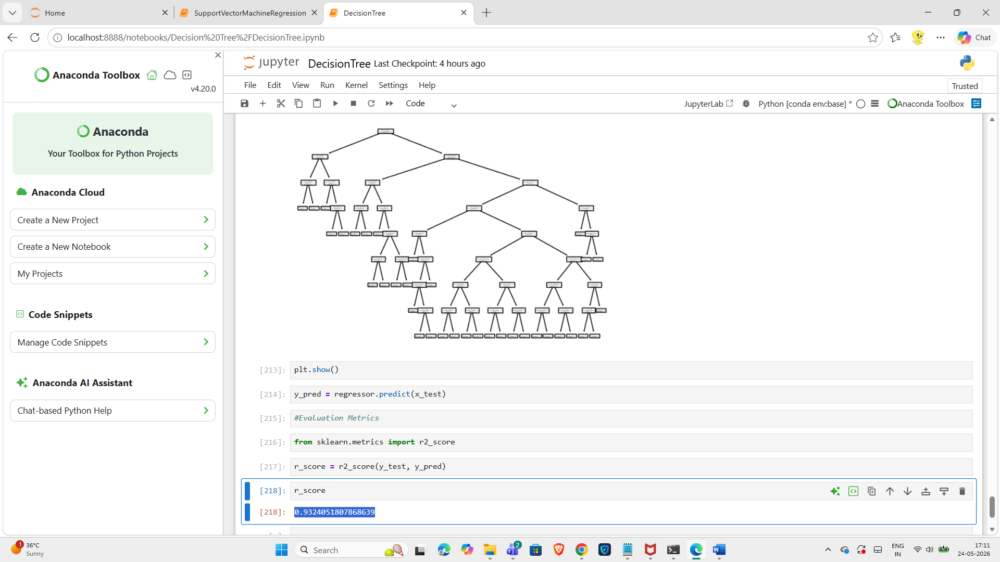 Home
SupportVectorMachineRegression
DecisionTree
localhost:8888/notebooks/Decision%20Tree%2FDecisionTree.ipynb
Chat
Anaconda Toolbox
v4.20.0
Anaconda
Your Toolbox for Python Projects
Anaconda Cloud
Create a New Project
Create a New Notebook
My Projects
Code Snippets
Manage Code Snippets
Anaconda AI Assistant
Chat-based Python Help
jupyter DecisionTree Last Checkpoint: 4 hours ago
File Edit View Run Kernel Settings Help
Trusted
Code
JupyterLab
Python [conda env:base] *
Anaconda Toolbox
[213]: plt.show()
[214]: y_pred = regressor.predict(x_test)
[215]: #Evaluation Metrics
[216]: from sklearn.metrics import r2_score
[217]: r_score = r2_score(y_test, y_pred)
[218]: r_score
[218]: 0.9324051807868639
1
36°C
Sunny
Search
2
ENG
IN
17:11
24-05-2026